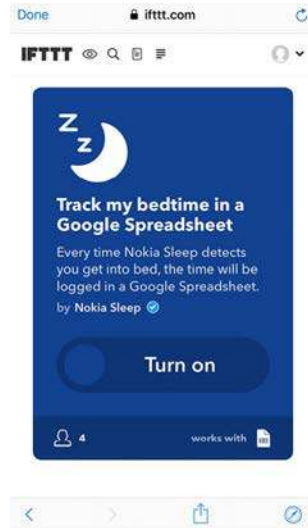 Done ifttt.com
IFTTT
Z
z
Track my bedtime in a
Google Spreadsheet
Every time Nokia Sleep detects
you get into bed, the time will be
logged in a Google Spreadsheet.
by Nokia Sleep
Turn on
4 works with